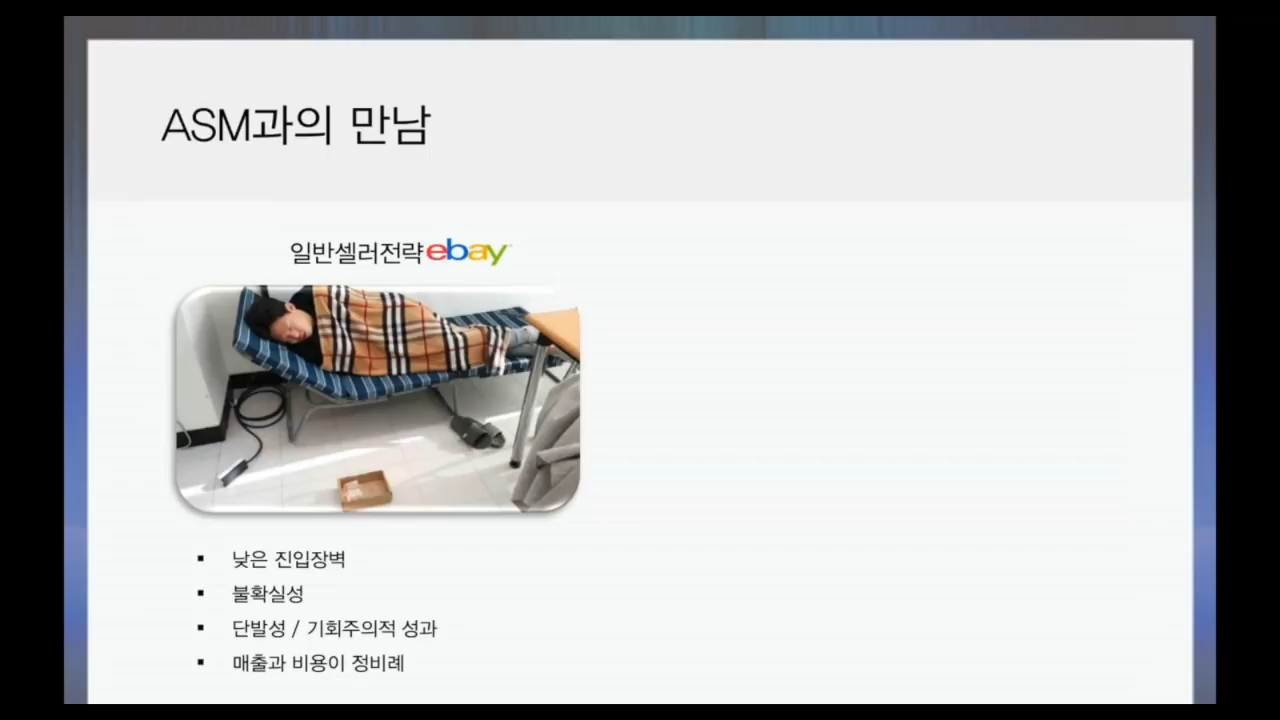 ASM과의 만남
일반셀러전략 ebay
낮은 진입장벽
불확실성
단발성 / 기회주의적 성과
매출과 비용이 정비례